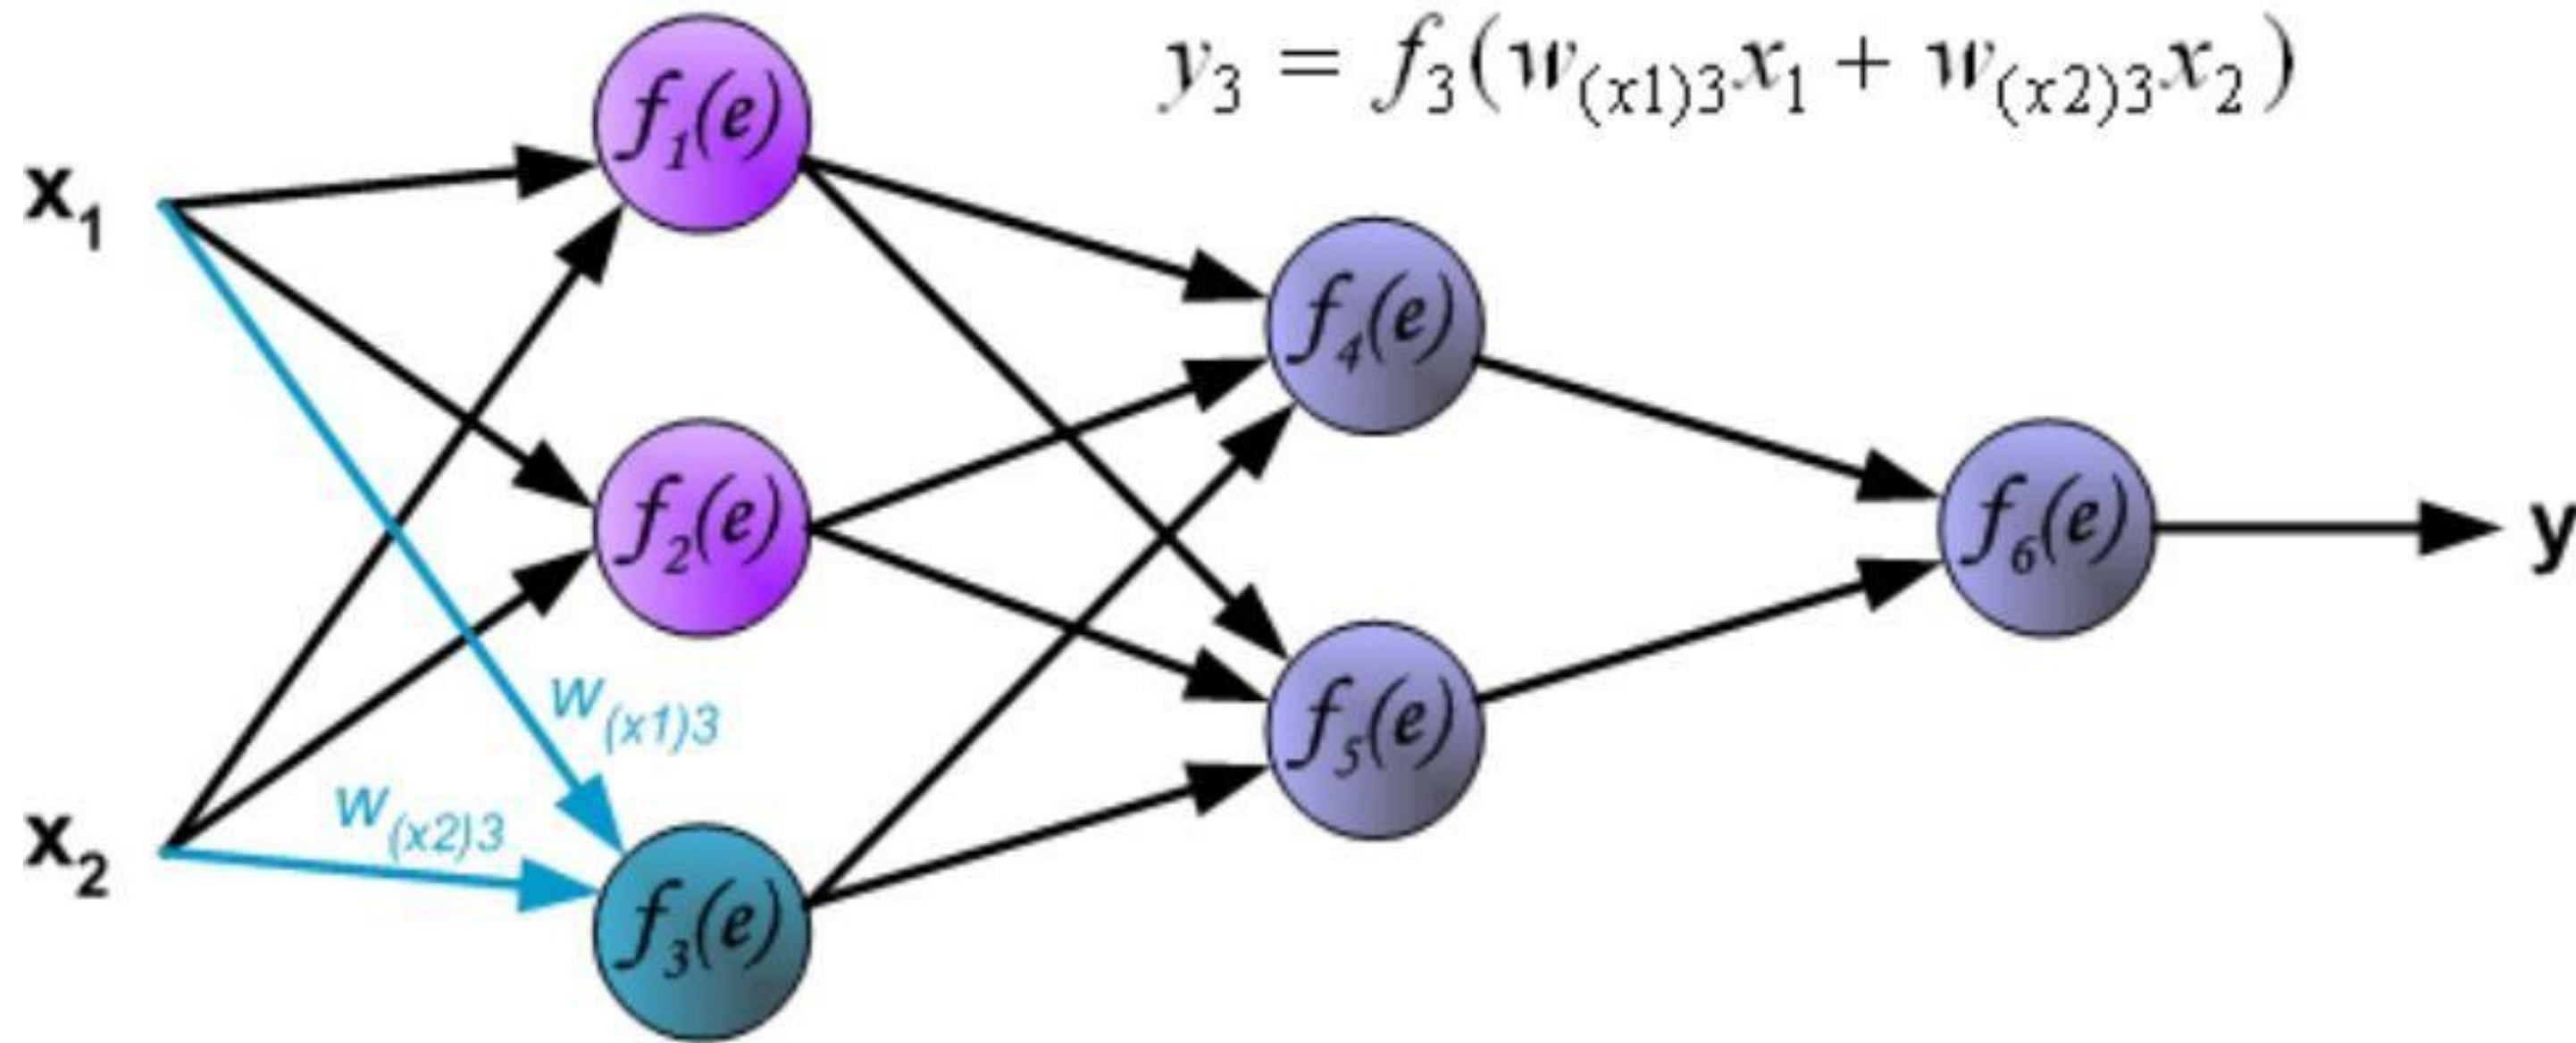 y₃ = f₃(w₍ₓ₁₎₃x₁ + w₍ₓ₂₎₃x₂)
f₁(e)
x₁
f₄(e)
f₂(e)
f₆(e)
y
w₍ₓ₁₎₃
f₅(e)
w₍ₓ₂₎₃
x₂
f₃(e)